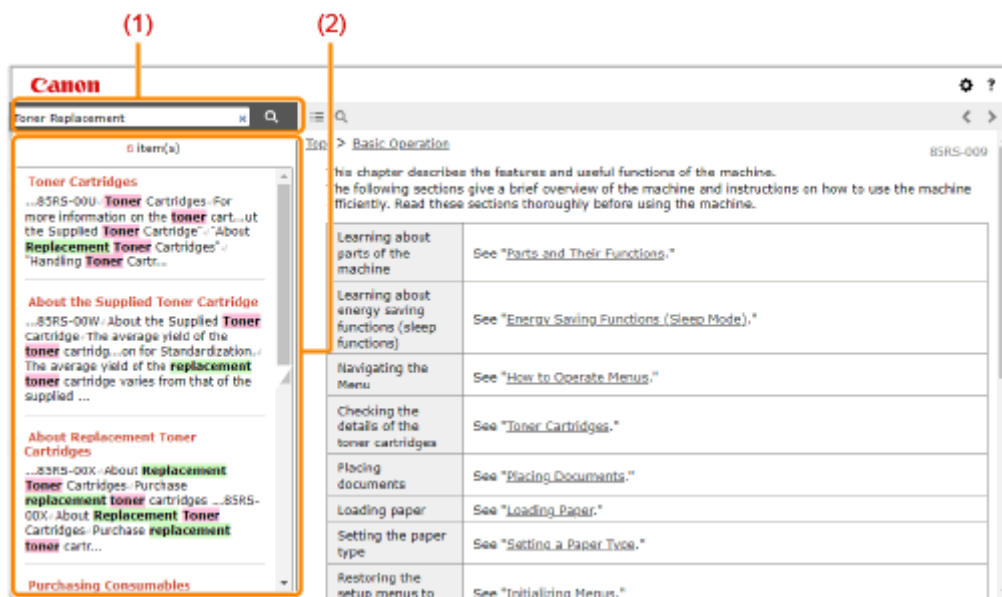 (1)
(2)
Canon
?
Toner Replacement
×
6 item(s)
Toner Cartridges
...85RS-00U Toner Cartridges For
more information on the toner cart...ut
the Supplied Toner Cartridge" "About
Replacement Toner Cartridges"
"Handling Toner Cartr...
About the Supplied Toner Cartridge
...85RS-00W About the Supplied Toner
Cartridge The average yield of the
toner cartridg...on for Standardization.
The average yield of the replacement
toner cartridge varies from that of the
supplied ...
About Replacement Toner
Cartridges
...85RS-00X About Replacement
Toner Cartridges Purchase
replacement toner cartridges ...85RS-
00X About Replacement Toner
Cartridges Purchase replacement
toner cartr...
Purchasing Consumables
Top > Basic Operation
85RS-009
his chapter describes the features and useful functions of the machine.
he following sections give a brief overview of the machine and instructions on how to use the machine
fficiently. Read these sections thoroughly before using the machine.
Learning about
parts of the
machine
See "Parts and Their Functions."
Learning about
energy saving
functions (sleep
functions)
See "Energy Saving Functions (Sleep Mode)."
Navigating the
Menu
See "How to Operate Menus."
Checking the
details of the
toner cartridges
See "Toner Cartridges."
Placing
documents
See "Placing Documents."
Loading paper
See "Loading Paper."
Setting the paper
type
See "Setting a Paper Type."
Restoring the
setup menus to
See "Initializing Menus."